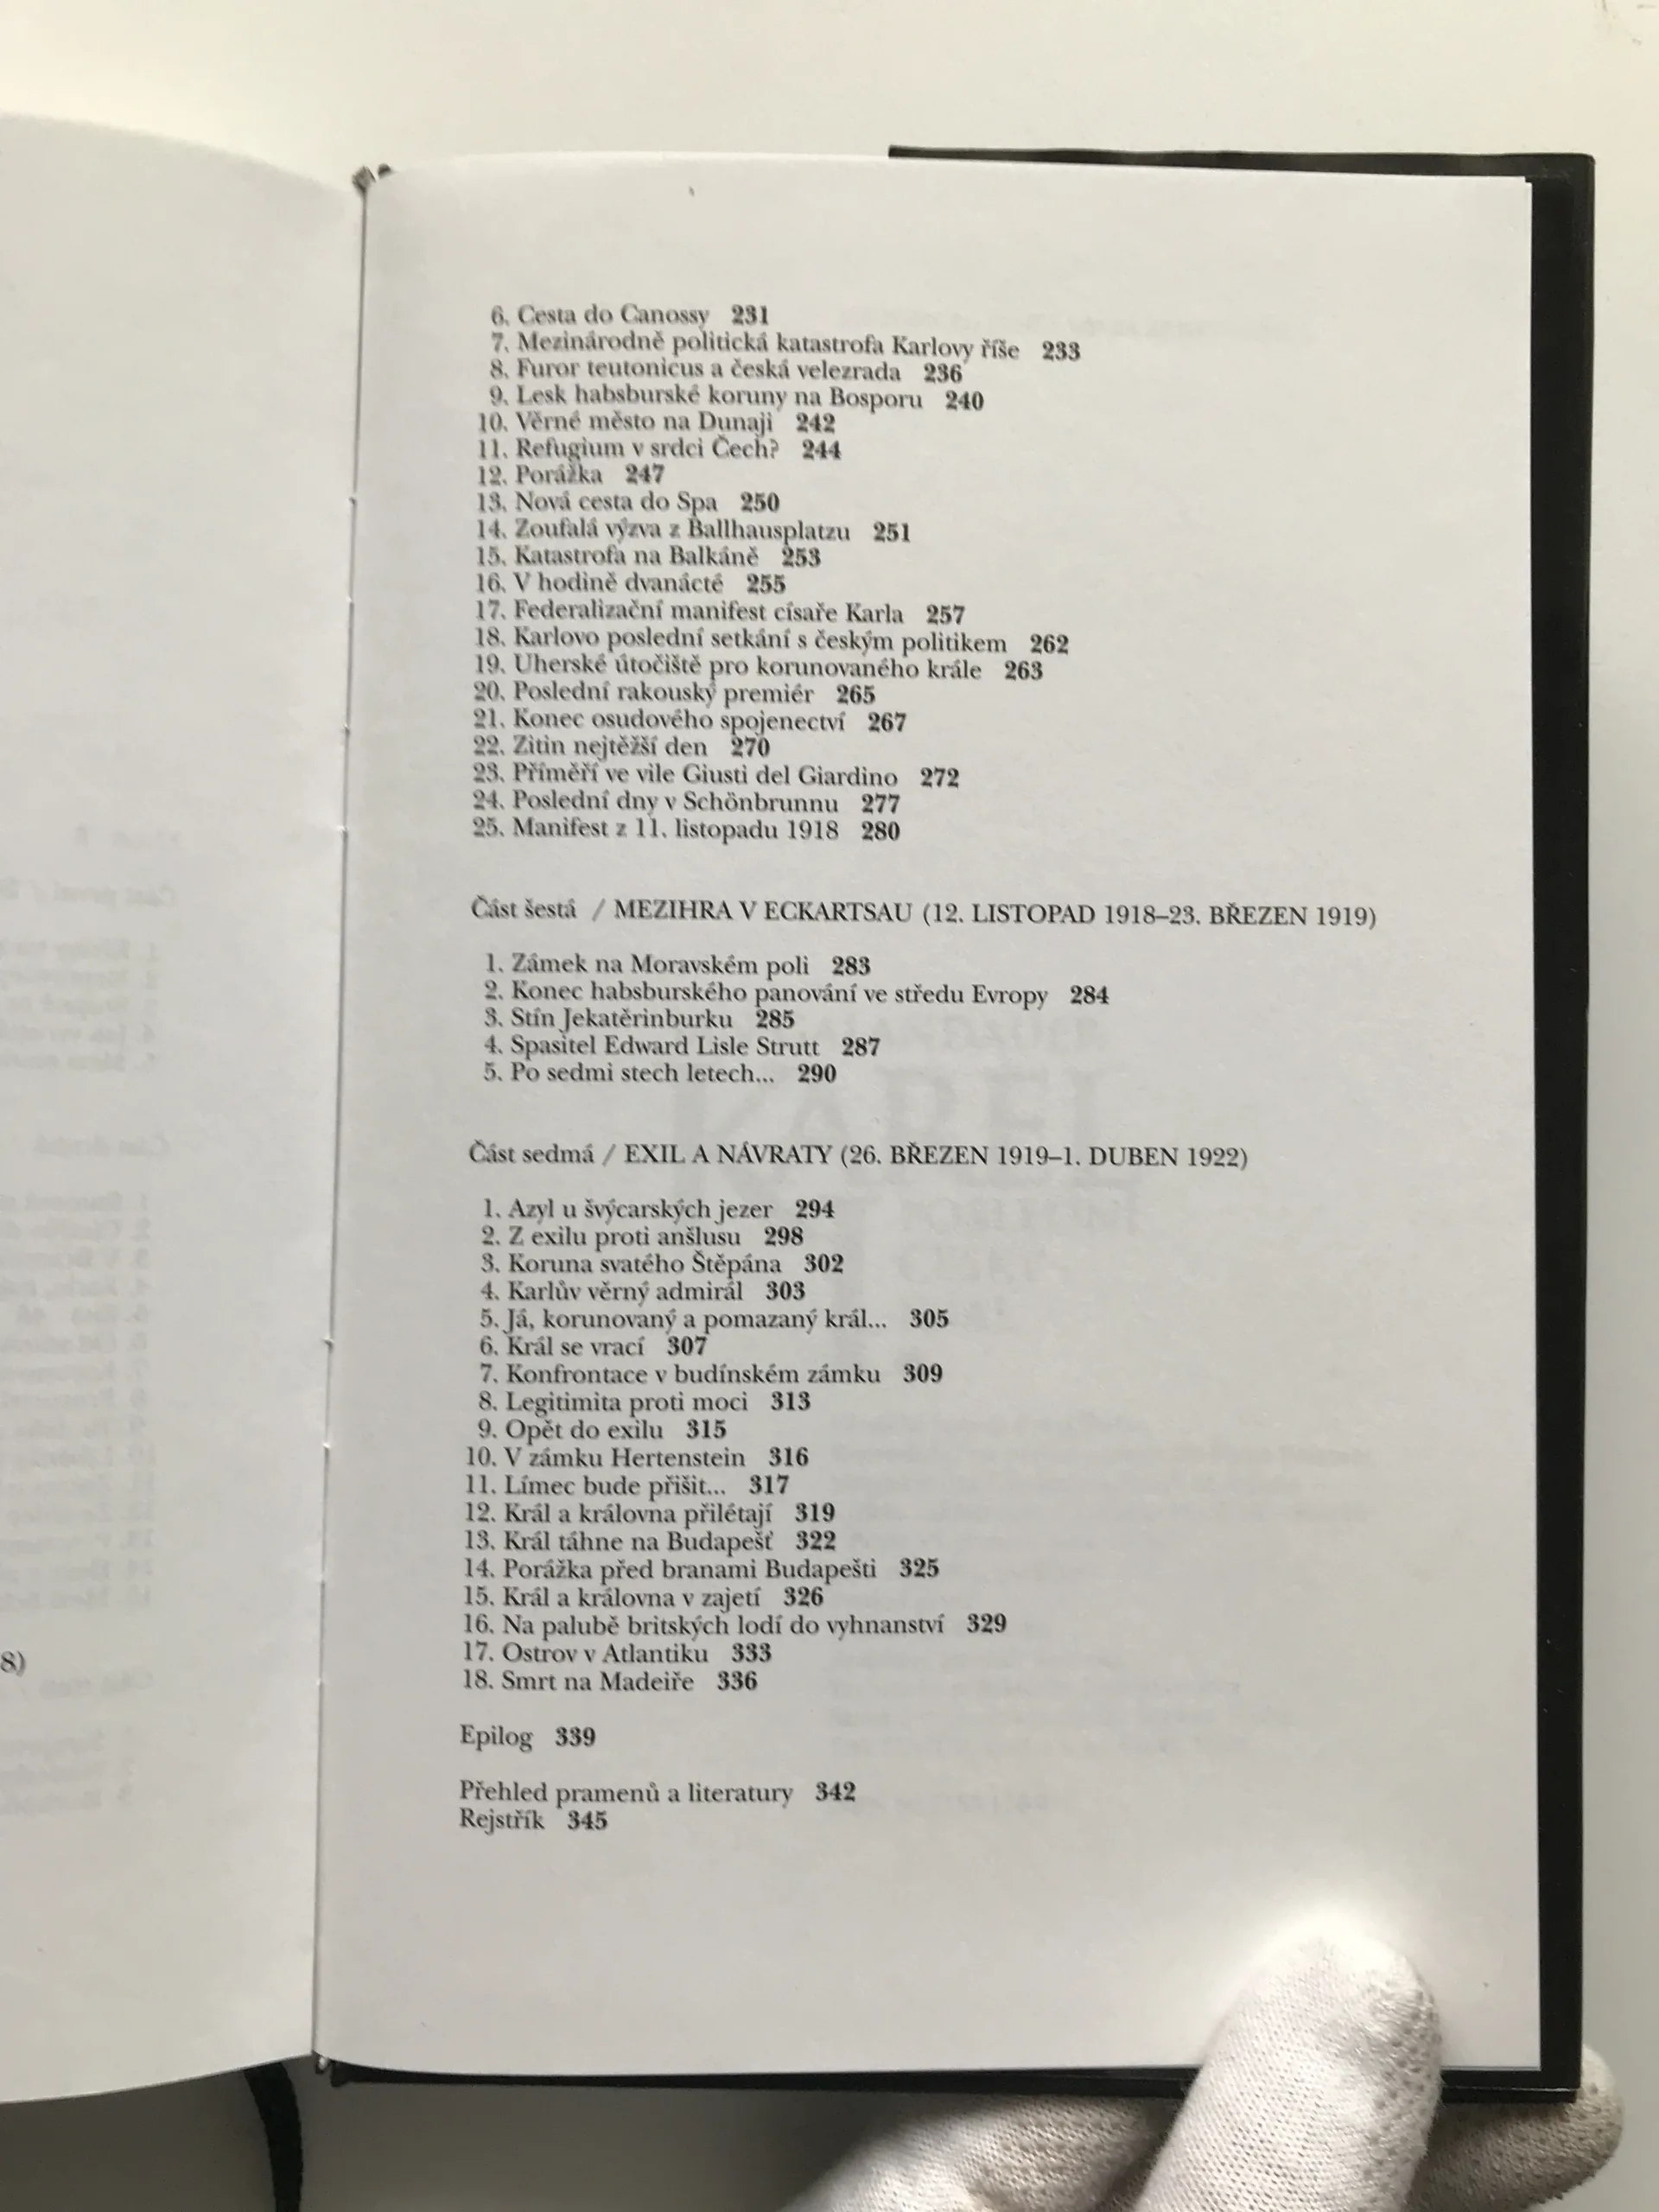 6. Cesta do Canossy 231
7. Mezinárodně politická katastrofa Karlovy říše 233
8. Furor teutonicus a česká velezrada 236
9. Lesk habsburské koruny na Bosporu 240
10. Věrné město na Dunaji 242
11. Refugium v srdci Čech? 244
12. Porážka 247
13. Nová cesta do Spa 250
14. Zoufalá výzva z Ballhausplatzu 251
15. Katastrofa na Balkáně 253
16. V hodině dvanácté 255
17. Federalizační manifest císaře Karla 257
18. Karlovo poslední setkání s českým politikem 262
19. Uherské útočiště pro korunovaného krále 263
20. Poslední rakouský premiér 265
21. Konec osudového spojenectví 267
22. Zitin nejtěžší den 270
23. Příměří ve vile Giusti del Giardino 272
24. Poslední dny v Schönbrunnu 277
25. Manifest z 11. listopadu 1918 280
Část šestá / MEZIHRA V ECKARTSAU (12. LISTOPAD 1918–23. BŘEZEN 1919)
1. Zámek na Moravském poli 283
2. Konec habsburského panování ve středu Evropy 284
3. Stín Jekatěrinburku 285
4. Spasitel Edward Lisle Strutt 287
5. Po sedmi stech letech... 290
Část sedmá / EXIL A NÁVRATY (26. BŘEZEN 1919–1. DUBEN 1922)
1. Azyl u švýcarských jezer 294
2. Z exilu proti anšlusu 298
3. Koruna svatého Štěpána 302
4. Karlův věrný admirál 303
5. Já, korunovaný a pomazaný král... 305
6. Král se vrací 307
7. Konfrontace v budínském zámku 309
8. Legitimita proti moci 313
9. Opět do exilu 315
10. V zámku Hertenstein 316
11. Límec bude přišit... 317
12. Král a královna přilétají 319
13. Král táhne na Budapešť 322
14. Porážka před branami Budapešti 325
15. Král a královna v zajetí 326
16. Na palubě britských lodí do vyhnanství 329
17. Ostrov v Atlantiku 333
18. Smrt na Madeiře 336
8)
Epilog 339
Přehled pramenů a literatury 342
Rejstřík 345